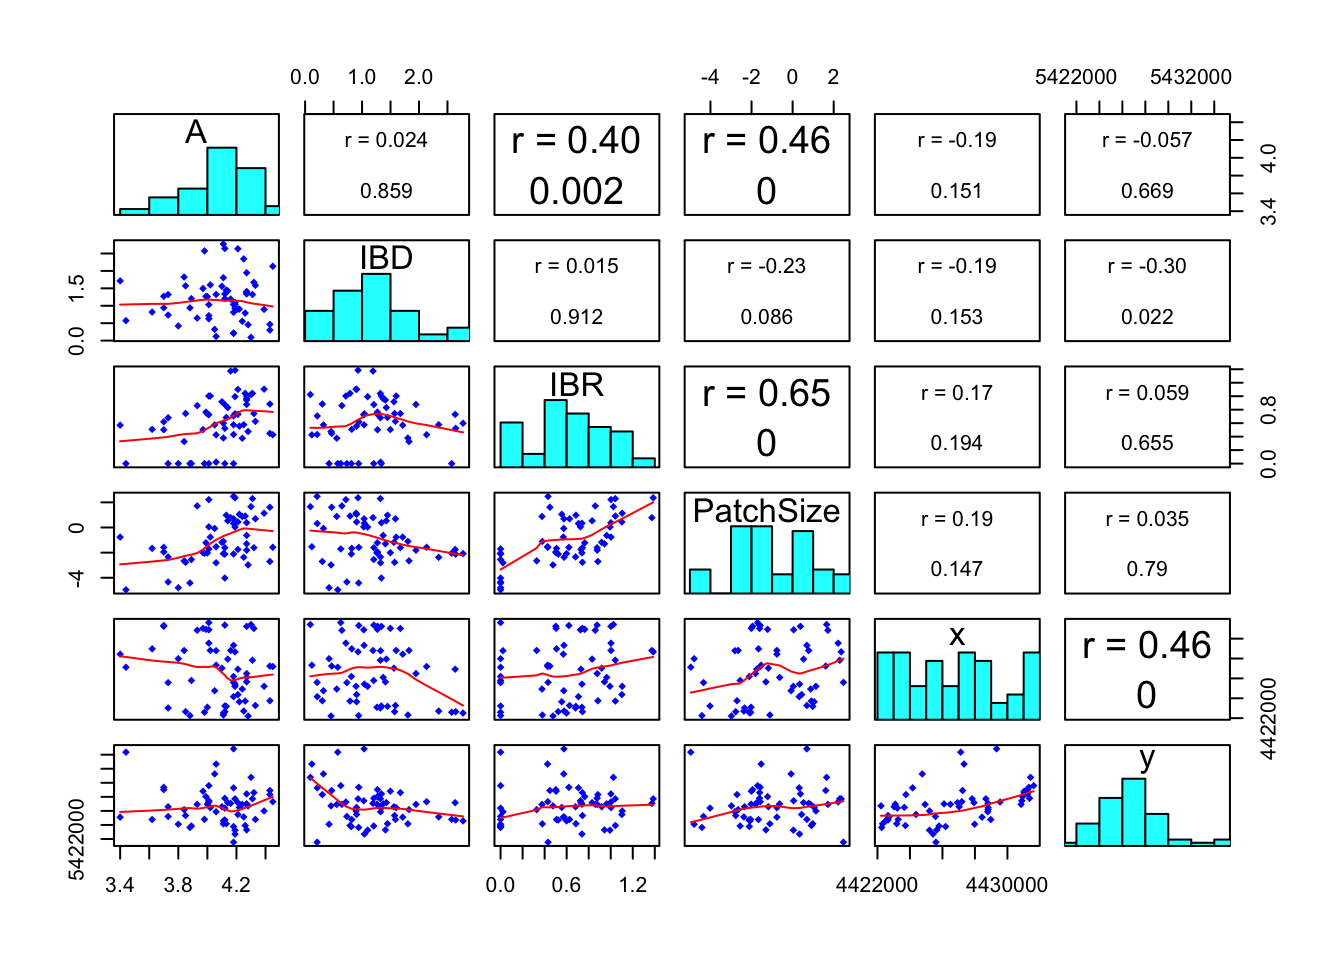 0.0 1.0 2.0 -4 -2 0 2 5422000 5432000
A r = 0.024 r = 0.40 r = 0.46 r = -0.19 r = -0.057
0.859 0.002 0 0.151 0.669
3.4 4.0
0.0 1.5
IBD r = 0.015 r = -0.23 r = -0.19 r = -0.30
0.912 0.086 0.153 0.022
IBR r = 0.65 r = 0.17 r = 0.059
0 0.194 0.655
0.0 0.8
-4 0
PatchSize r = 0.19 r = 0.035
0.147 0.79
x r = 0.46
0
4422000
5422000
y
3.4 3.8 4.2 0.0 0.6 1.2 4422000 4430000